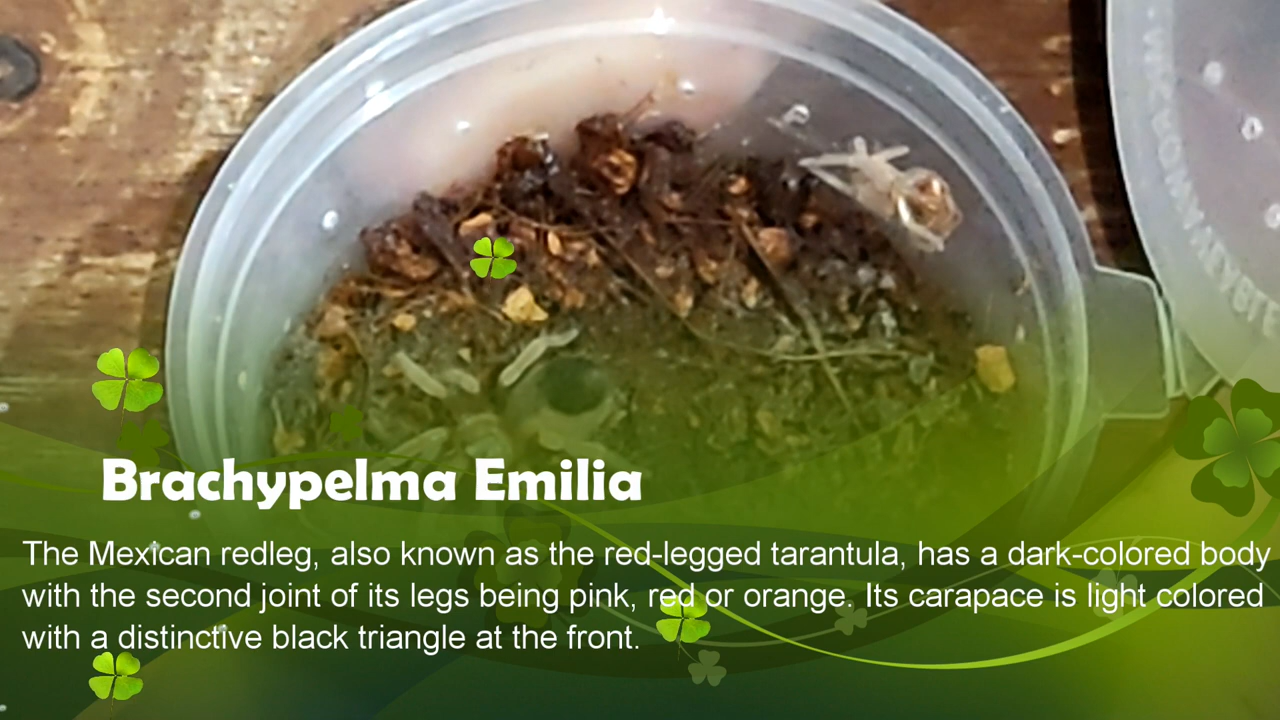 Brachypelma Emilia
The Mexican redleg, also known as the red-legged tarantula, has a dark-colored body
with the second joint of its legs being pink, red or orange. Its carapace is light colored
with a distinctive black triangle at the front.